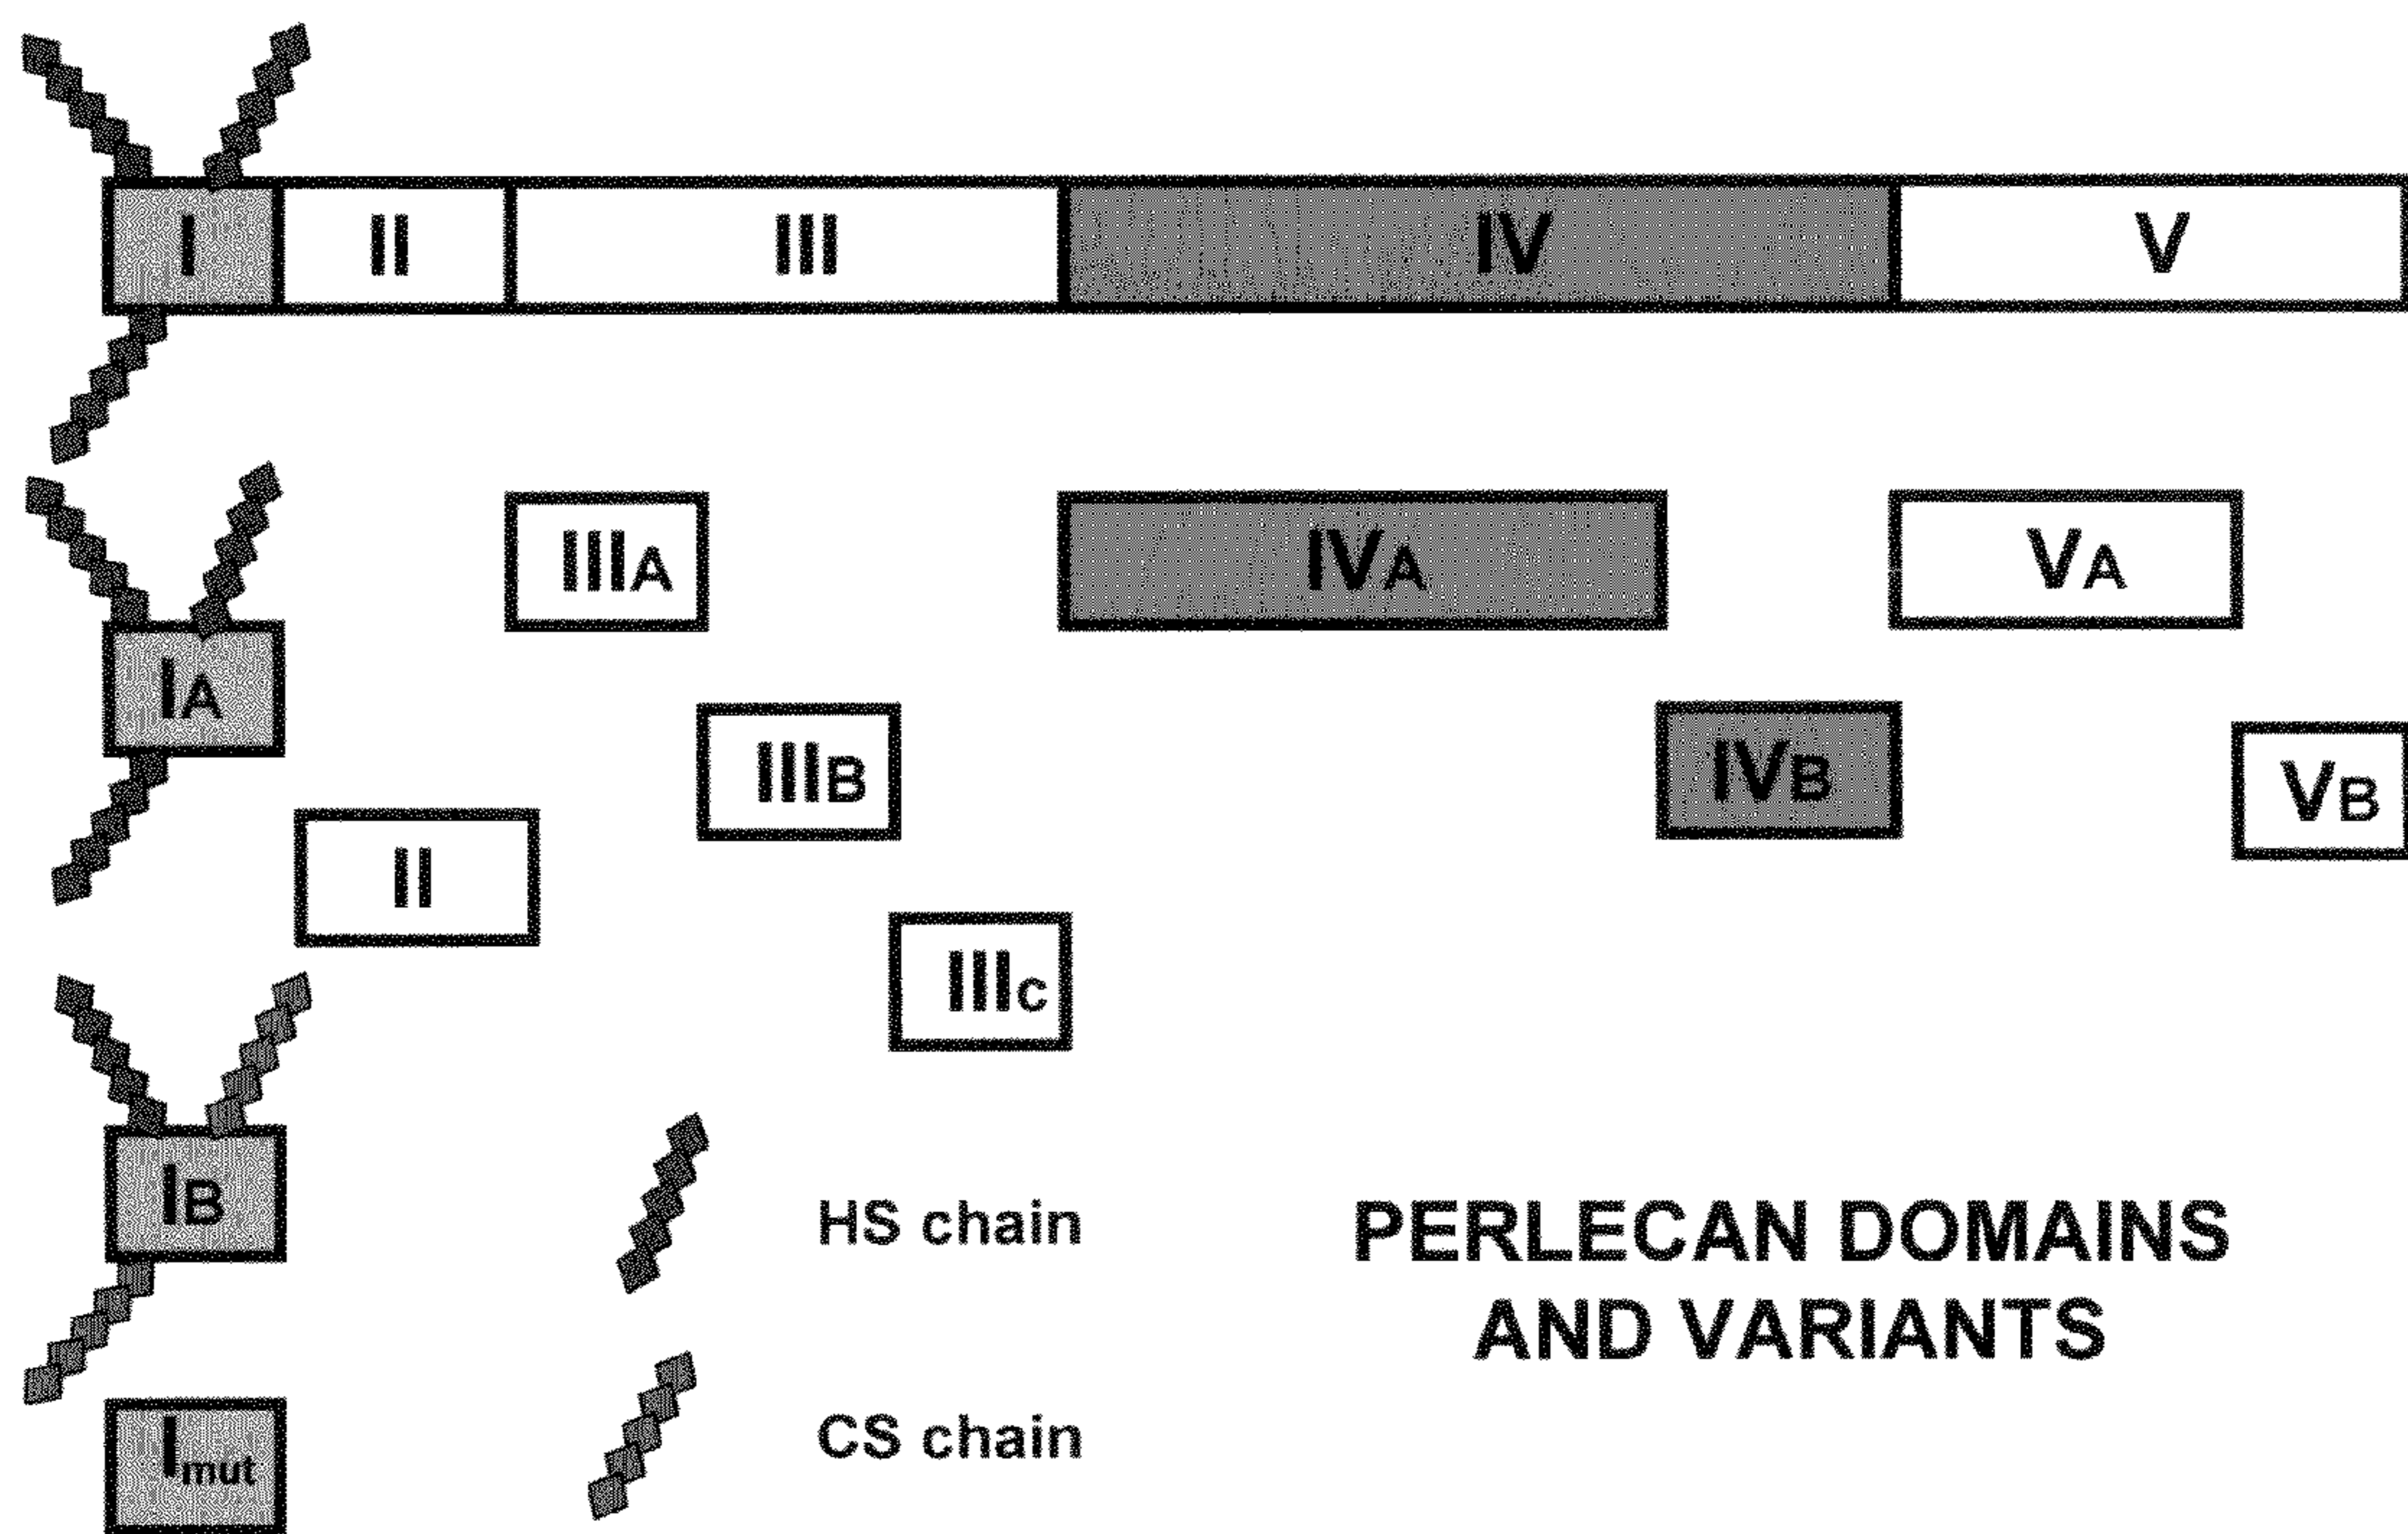 I II III IV V
IIIA IVA VA
IA
IIIB IVB VB
II
IIIC
IB
HS chain
PERLECAN DOMAINS
AND VARIANTS
CS chain
Imut